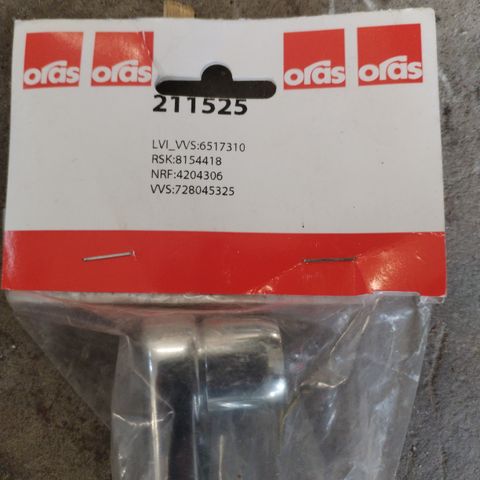 oras oras oras oras
211525
LVI_VVS:6517310
RSK:8154418
NRF:4204306
VVS:728045325